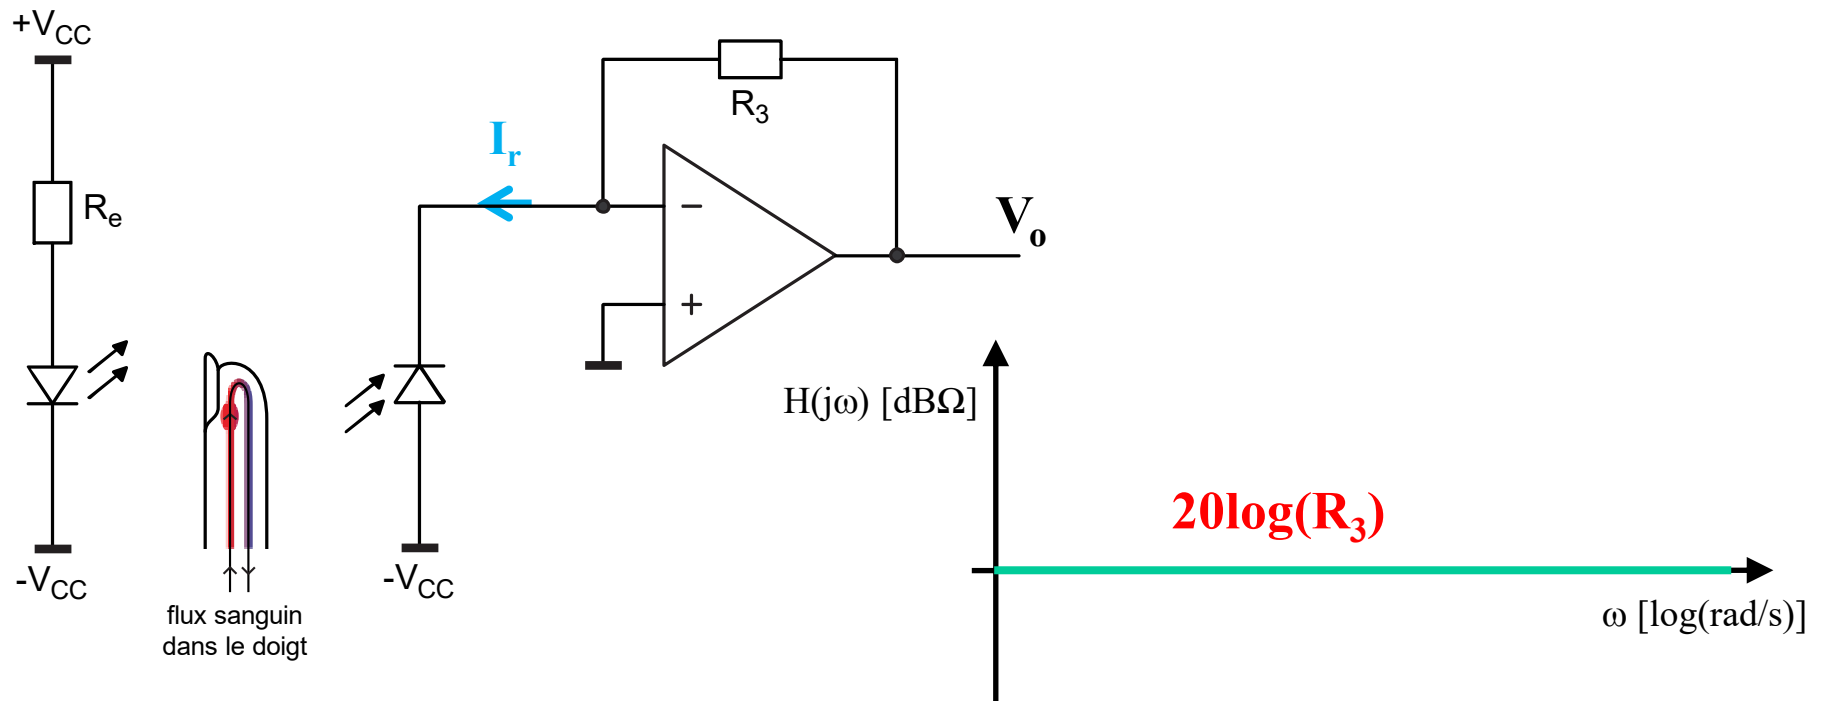 +VCC
Re
-VCC
flux sanguin
dans le doigt
-VCC
Ir
R3
−
+
Vo
H(jω) [dBΩ]
20log(R3)
ω [log(rad/s)]